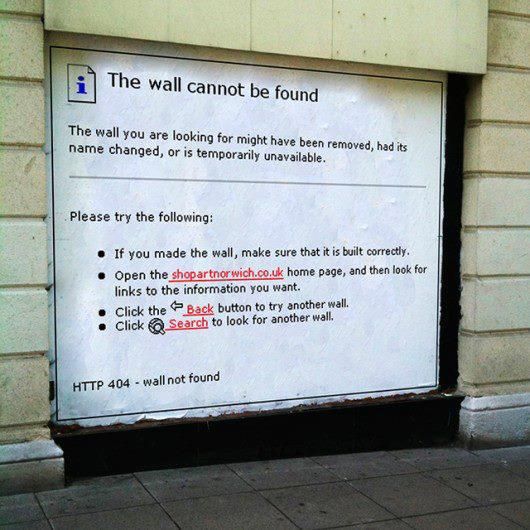 The wall cannot be found
The wall you are looking for might have been removed, had its
name changed, or is temporarily unavailable.
Please try the following:
If you made the wall, make sure that it is built correctly.
Open the shopartnorwich.co.uk home page, and then look for
links to the information you want.
Click the Back button to try another wall.
Click Search to look for another wall.
HTTP 404 - wall not found